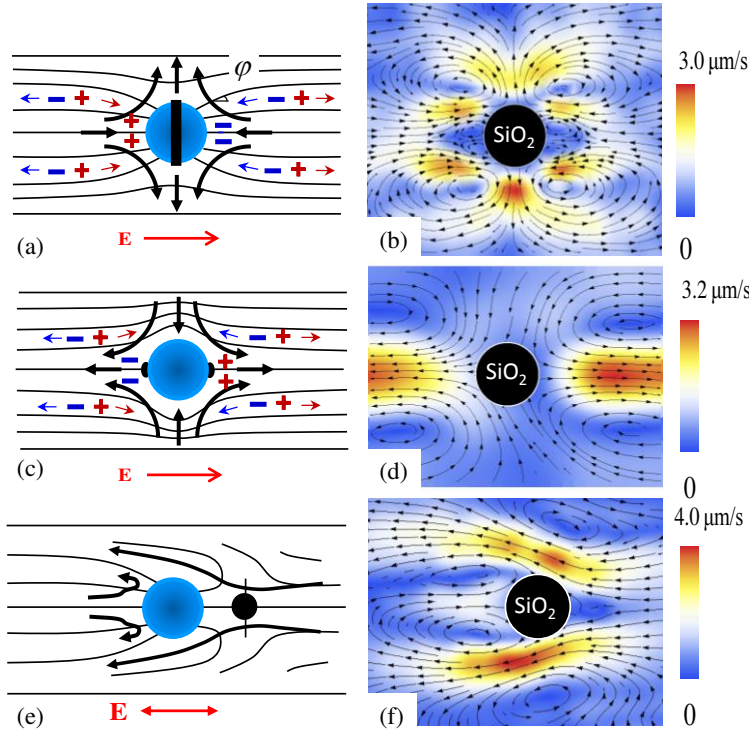 φ
(a)
E
SiO₂
(b)
3.0 μm/s
0
(c)
E
SiO₂
(d)
3.2 μm/s
0
(e)
E
SiO₂
(f)
4.0 μm/s
0